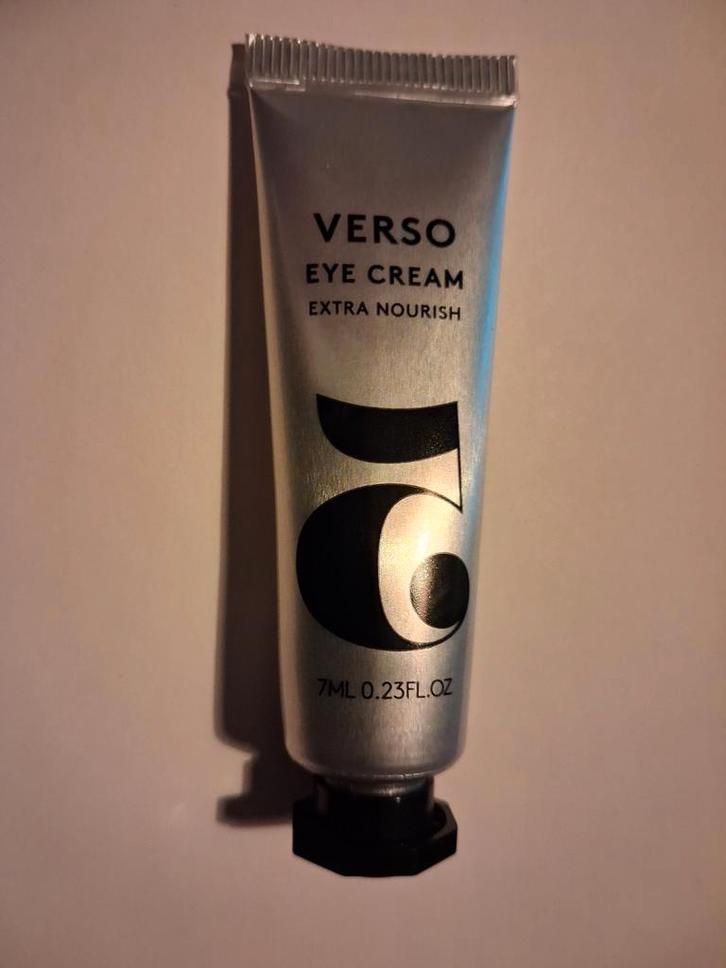 VERSO
EYE CREAM
EXTRA NOURISH
5
7ML 0.23FL.OZ